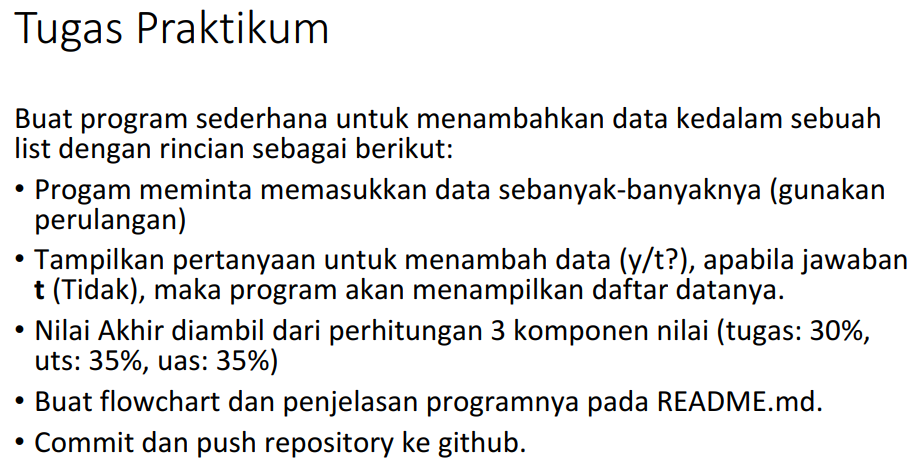 Tugas Praktikum
Buat program sederhana untuk menambahkan data kedalam sebuah
list dengan rincian sebagai berikut:
• Progam meminta memasukkan data sebanyak-banyaknya (gunakan
perulangan)
• Tampilkan pertanyaan untuk menambah data (y/t?), apabila jawaban
t (Tidak), maka program akan menampilkan daftar datanya.
• Nilai Akhir diambil dari perhitungan 3 komponen nilai (tugas: 30%,
uts: 35%, uas: 35%)
• Buat flowchart dan penjelasan programnya pada README.md.
• Commit dan push repository ke github.